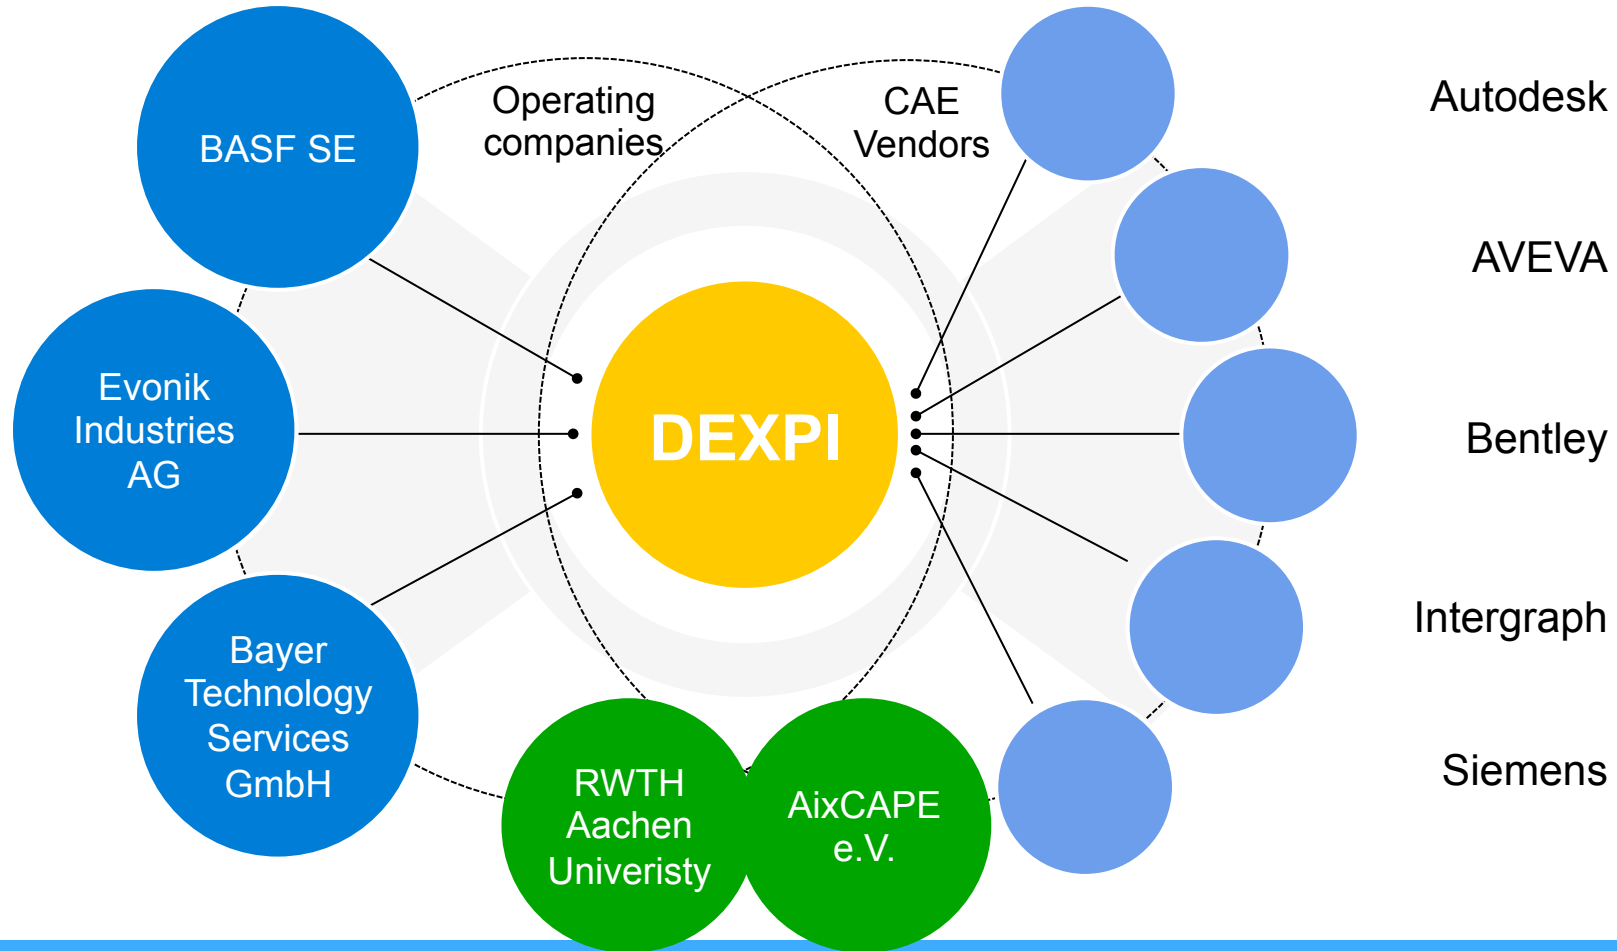 Operating
companies
CAE
Vendors
BASF SE
Evonik
Industries
AG
Bayer
Technology
Services
GmbH
DEXPI
RWTH
Aachen
Univeristy
AixCAPE
e.V.
Autodesk
AVEVA
Bentley
Intergraph
Siemens